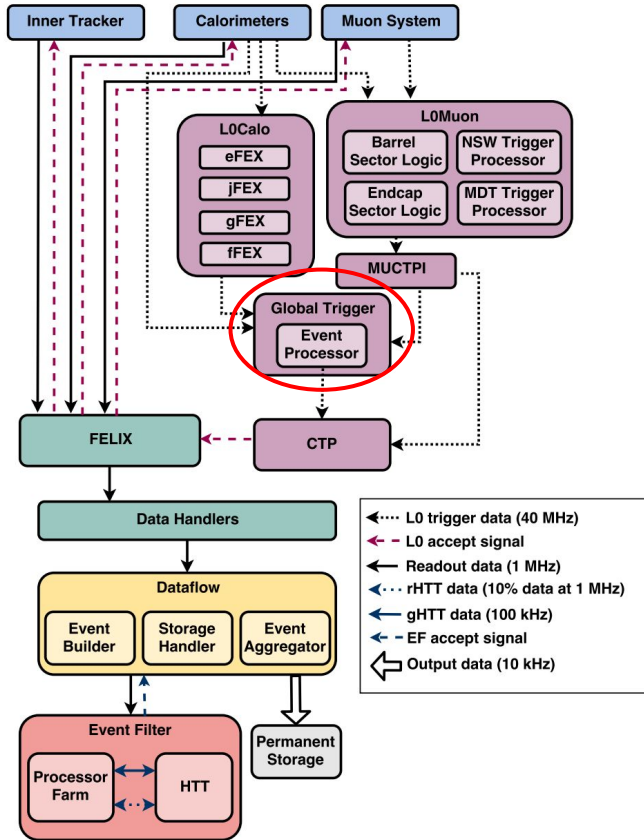 Inner Tracker
Calorimeters
Muon System
L0Calo
eFEX
jFEX
gFEX
fFEX
L0Muon
Barrel
Sector Logic
NSW Trigger
Processor
Endcap
Sector Logic
MDT Trigger
Processor
MUCTPI
Global Trigger
Event
Processor
FELIX
CTP
Data Handlers
Dataflow
Event
Builder
Storage
Handler
Event
Aggregator
Event Filter
Processor
Farm
HTT
Permanent
Storage
L0 trigger data (40 MHz)
L0 accept signal
Readout data (1 MHz)
rHTT data (10% data at 1 MHz)
gHTT data (100 kHz)
EF accept signal
Output data (10 kHz)